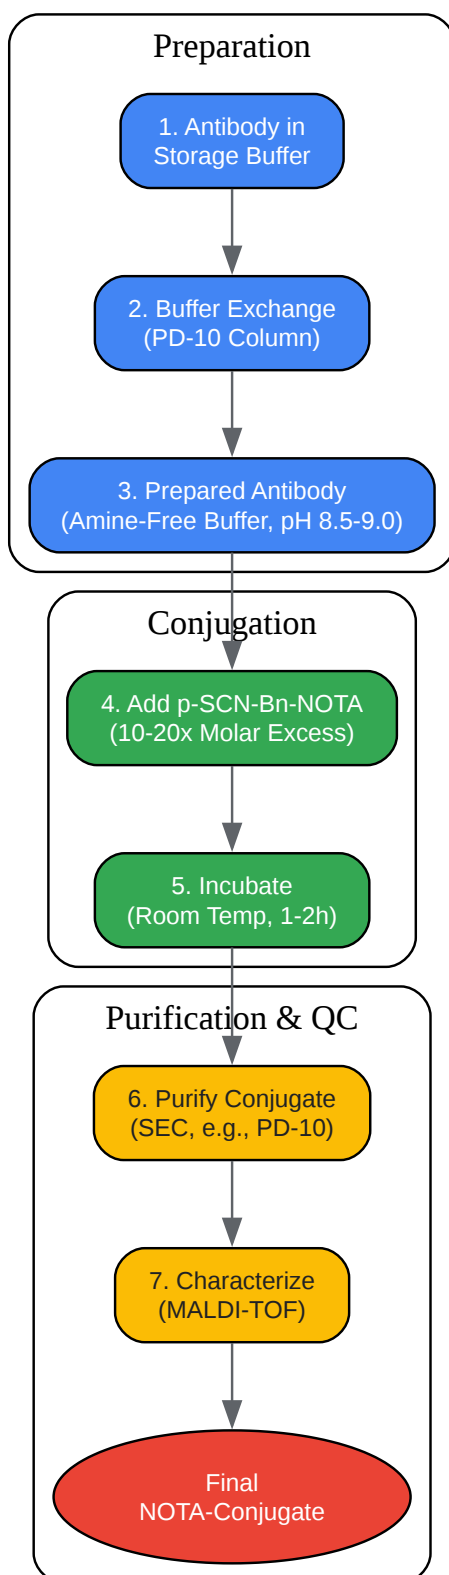 Preparation
1. Antibody in
Storage Buffer
2. Buffer Exchange
(PD-10 Column)
3. Prepared Antibody
(Amine-Free Buffer, pH 8.5-9.0)
Conjugation
4. Add p-SCN-Bn-NOTA
(10-20x Molar Excess)
5. Incubate
(Room Temp, 1-2h)
Purification & QC
6. Purify Conjugate
(SEC, e.g., PD-10)
7. Characterize
(MALDI-TOF)
Final
NOTA-Conjugate